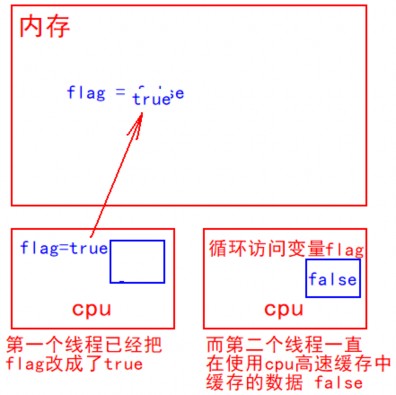 内存
flag = false
true
flag=true
cpu
循环访问变量flag
false
cpu
第一个线程已经把
flag改成了true
而第二个线程一直
在使用cpu高速缓存中
缓存的数据 false